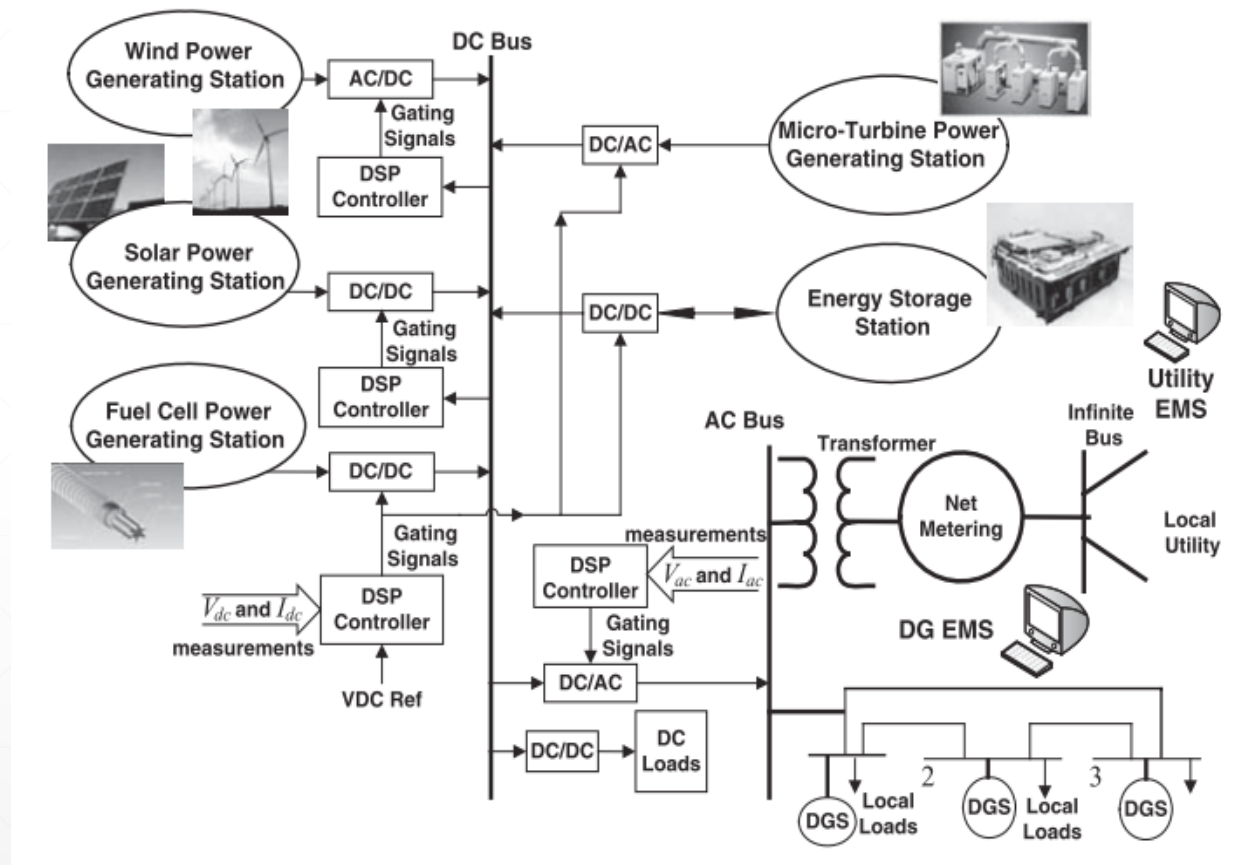 Wind Power
Generating Station
AC/DC
Gating
Signals
DSP
Controller
DC Bus
Solar Power
Generating Station
DC/DC
Gating
Signals
DSP
Controller
Fuel Cell Power
Generating Station
DC/DC
Gating
Signals
Vdc and Idc
measurements
DSP
Controller
VDC Ref
DC/AC
Micro-Turbine Power
Generating Station
DC/DC
Energy Storage
Station
Utility
EMS
AC Bus
Transformer
Net
Metering
Infinite
Bus
Local
Utility
measurements
Vac and Iac
DSP
Controller
Gating
Signals
DC/AC
DC/DC
DC
Loads
DG EMS
DGS
Local
Loads
2
DGS
Local
Loads
3
DGS